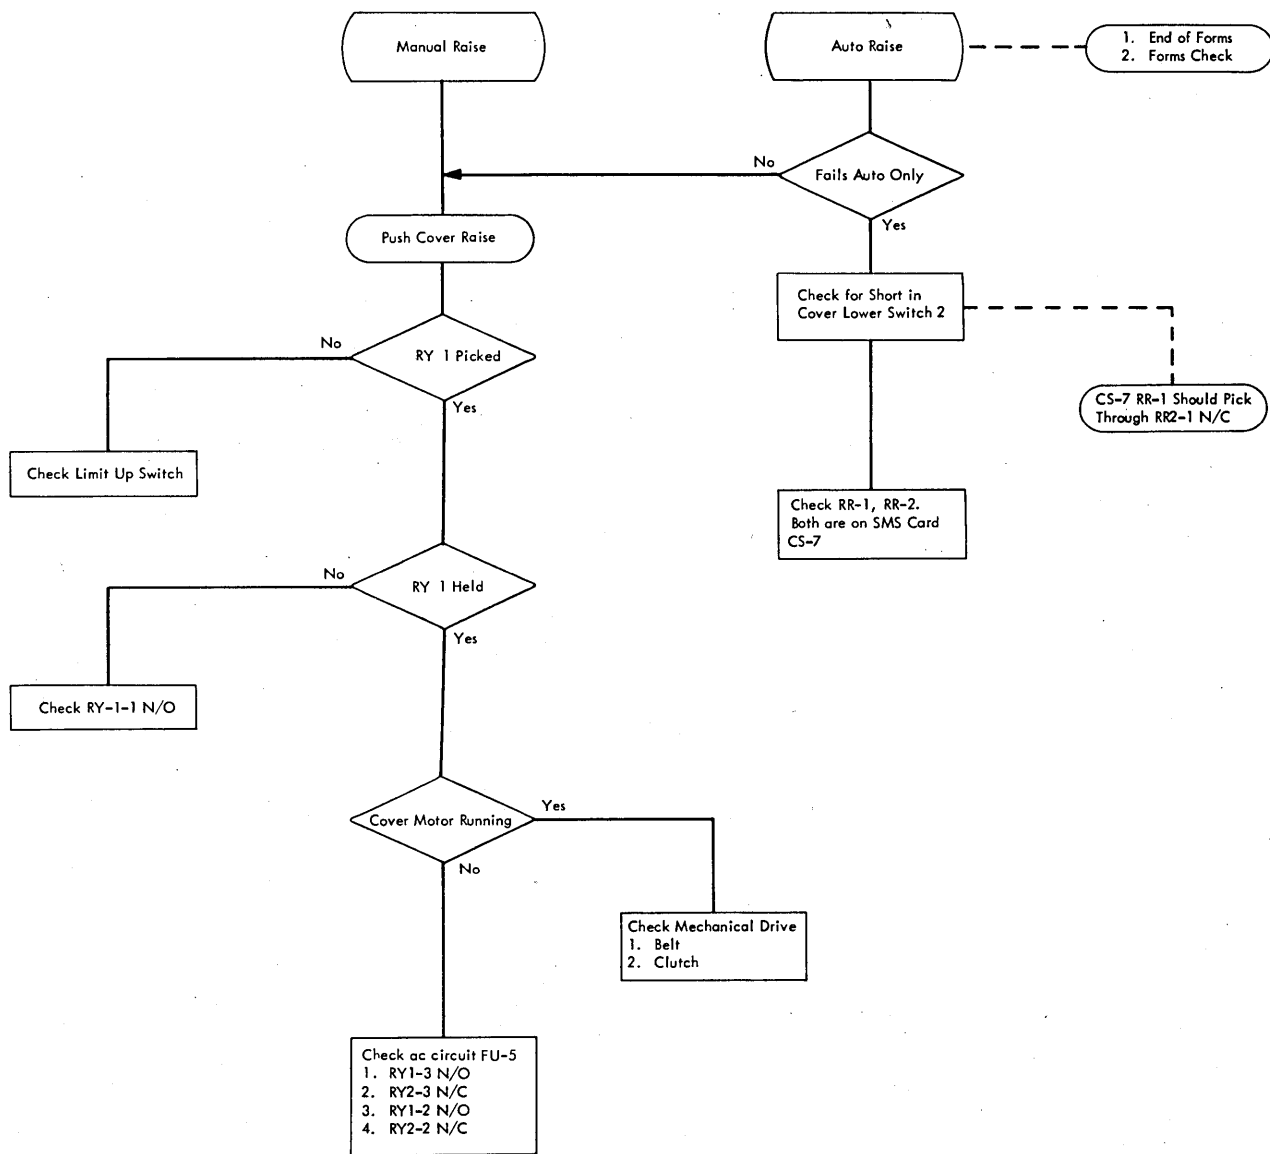 Manual Raise
Auto Raise
1. End of Forms
2. Forms Check
No
Fails Auto Only
Yes
Push Cover Raise
Check for Short in
Cover Lower Switch 2
No
RY 1 Picked
Yes
CS-7 RR-1 Should Pick
Through RR2-1 N/C
Check Limit Up Switch
Check RR-1, RR-2.
Both are on SMS Card
CS-7
No
RY 1 Held
Yes
Check RY-1-1 N/O
Cover Motor Running
Yes
No
Check Mechanical Drive
1. Belt
2. Clutch
Check ac circuit FU-5
1. RY1-3 N/O
2. RY2-3 N/C
3. RY1-2 N/O
4. RY2-2 N/C